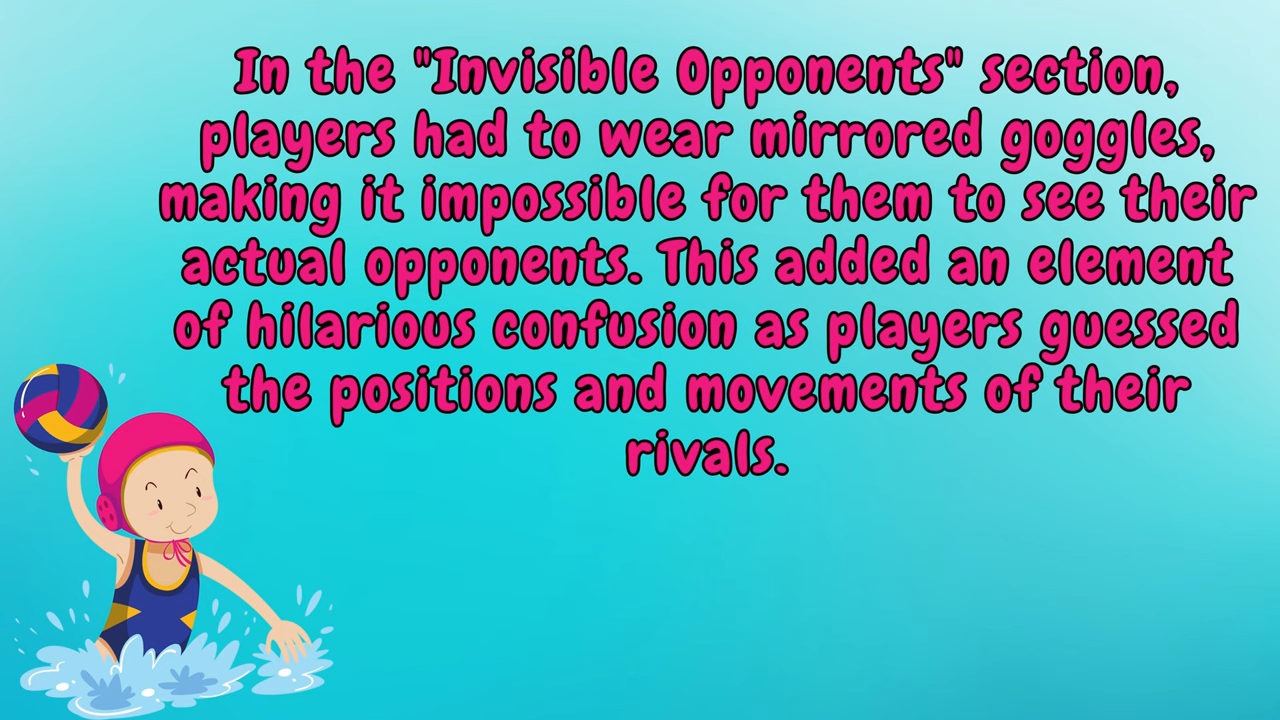 In the "Invisible Opponents" section,
players had to wear mirrored goggles,
making it impossible for them to see their
actual opponents. This added an element
of hilarious confusion as players guessed
the positions and movements of their
rivals.